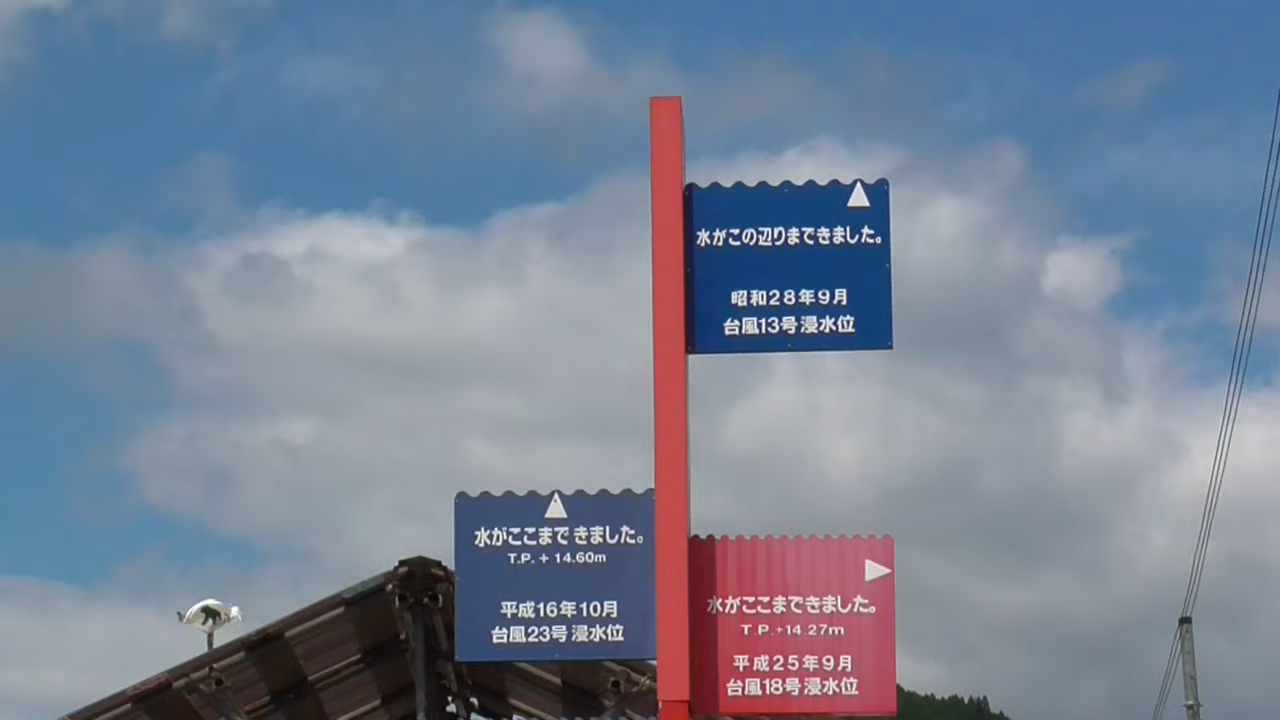 水がこの辺りまできました。
昭和28年9月
台風13号浸水位
水がここまできました。
T.P. + 14.60m
平成16年10月
台風23号浸水位
水がここまできました。
T.P.+14.27m
平成25年9月
台風18号浸水位